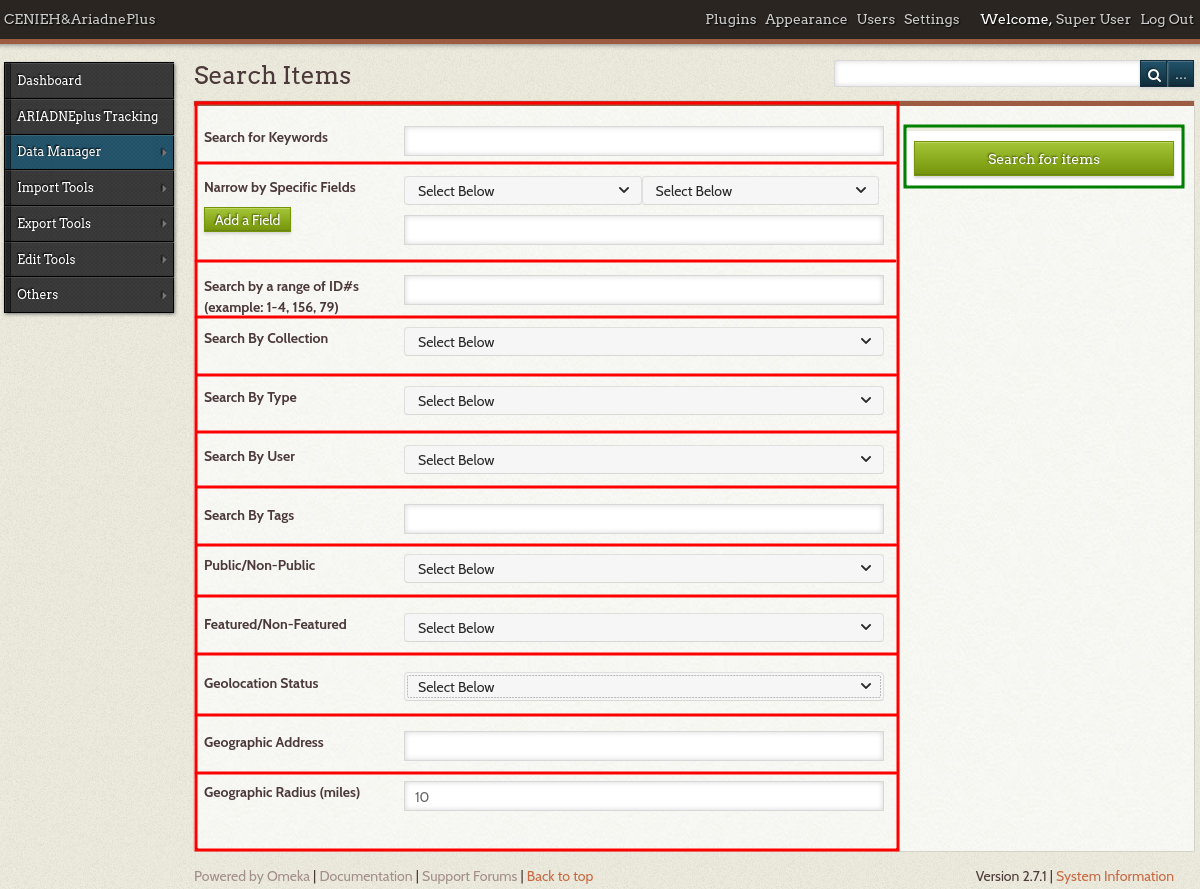 CENIEH&AriadnePlus
Plugins Appearance Users Settings Welcome, Super User Log Out
Dashboard
ARIADNEplus Tracking
Data Manager
Import Tools
Export Tools
Edit Tools
Others
Search Items
...
Search for Keywords
Narrow by Specific Fields
Select Below Select Below
Add a Field
Search by a range of ID#s
(example: 1-4, 156, 79)
Search By Collection
Select Below
Search By Type
Select Below
Search By User
Select Below
Search By Tags
Public/Non-Public
Select Below
Featured/Non-Featured
Select Below
Geolocation Status
Select Below
Geographic Address
Geographic Radius (miles)
10
Search for items
Powered by Omeka | Documentation | Support Forums | Back to top
Version 2.7.1 | System Information